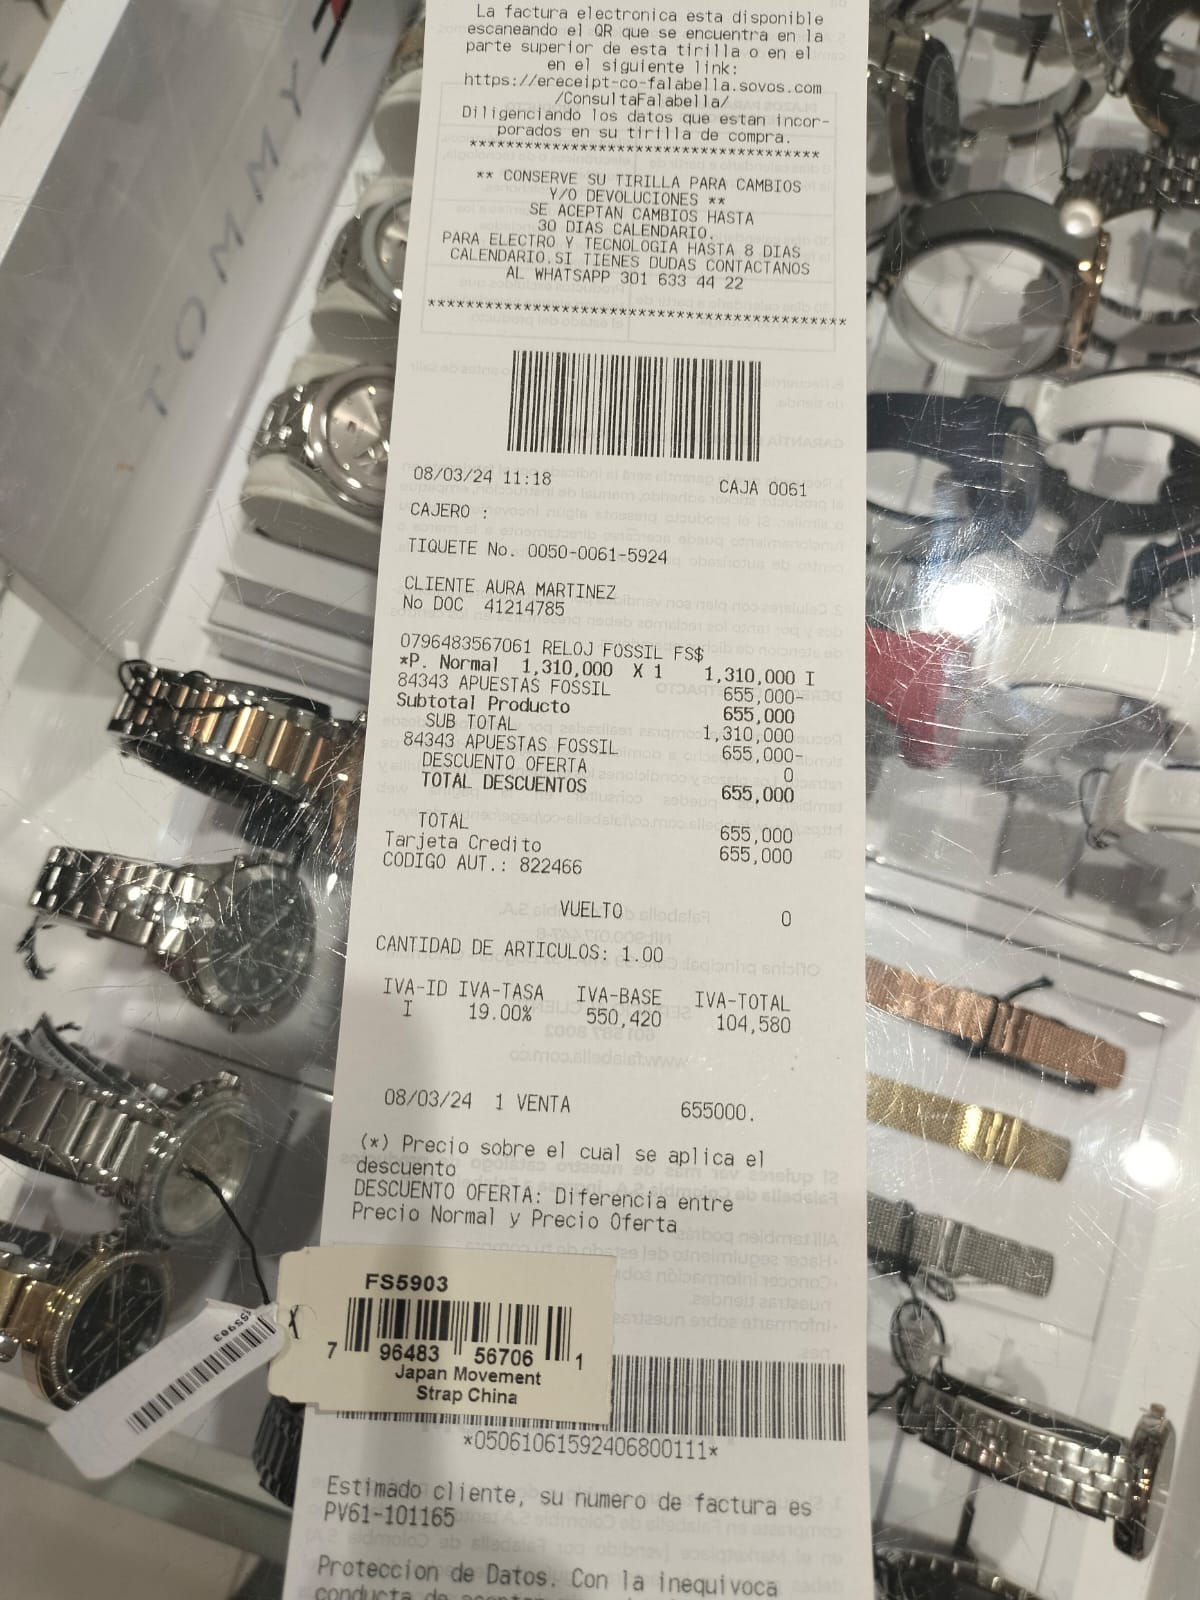 TOMMY
La factura electronica esta disponible
escaneando el QR que se encuentra en la
parte superior de esta tirilla o en el
en el siguiente link:
https://ereceipt-co-falabella.sovos.com
/ConsultaFalabella/
Diligenciando los datos que estan incor-
porados en su tirilla de compra.
***************************************
** CONSERVE SU TIRILLA PARA CAMBIOS
Y/O DEVOLUCIONES **
SE ACEPTAN CAMBIOS HASTA
30 DIAS CALENDARIO.
PARA ELECTRO Y TECNOLOGIA HASTA 8 DIAS
CALENDARIO.SI TIENES DUDAS CONTACTANOS
AL WHATSAPP 301 633 44 22
***********************************************
08/03/24 11:18 CAJA 0061
CAJERO :
TIQUETE No. 0050-0061-5924
CLIENTE AURA MARTINEZ
No DOC 41214785
0796483567061 RELOJ FOSSIL FS$
*P. Normal 1,310,000 X 1 1,310,000 I
84343 APUESTAS FOSSIL 655,000-
Subtotal Producto 655,000
SUB TOTAL 1,310,000
84343 APUESTAS FOSSIL 655,000-
DESCUENTO OFERTA 0
TOTAL DESCUENTOS 655,000
TOTAL 655,000
Tarjeta Credito 655,000
CODIGO AUT.: 822466
VUELTO 0
CANTIDAD DE ARTICULOS: 1.00
IVA-ID IVA-TASA IVA-BASE IVA-TOTAL
I 19.00% 550,420 104,580
08/03/24 1 VENTA 655000.
(*) Precio sobre el cual se aplica el
descuento
DESCUENTO OFERTA: Diferencia entre
Precio Normal y Precio Oferta
FS5903
7 96483 56706 1
Japan Movement
Strap China
*05061061592406800111*
Estimado cliente, su numero de factura es
PV61-101165
Proteccion de Datos. Con la inequivoca
conducta de